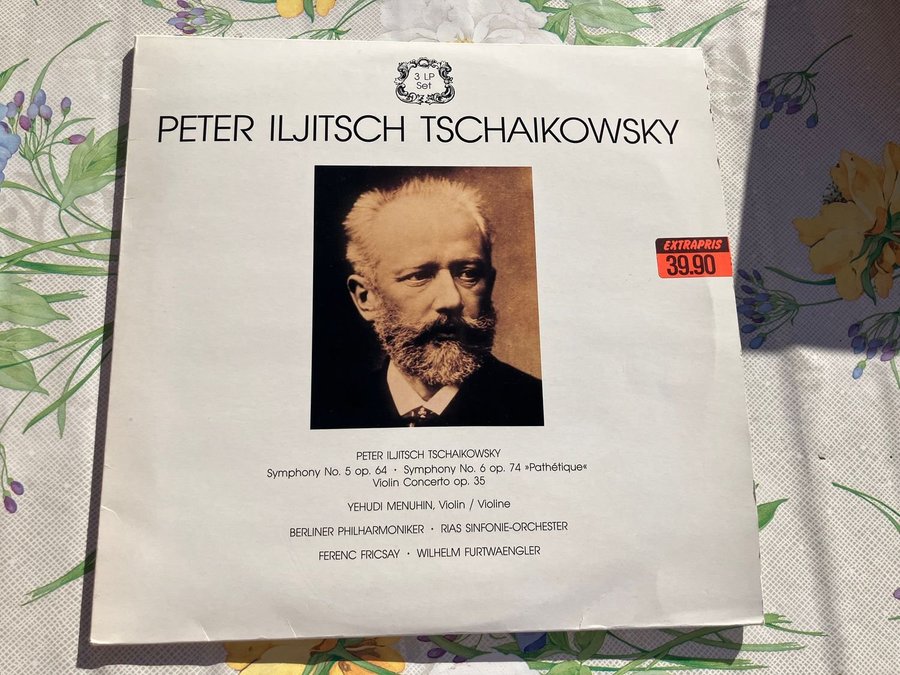 3 LP
Set
PETER ILJITSCH TSCHAIKOWSKY
EXTRAPRIS
39.90
PETER ILJITSCH TSCHAIKOWSKY
Symphony No. 5 op. 64 · Symphony No. 6 op. 74 »Pathétique«
Violin Concerto op. 35
YEHUDI MENUHIN, Violin / Violine
BERLINER PHILHARMONIKER · RIAS SINFONIE-ORCHESTER
FERENC FRICSAY · WILHELM FURTWAENGLER